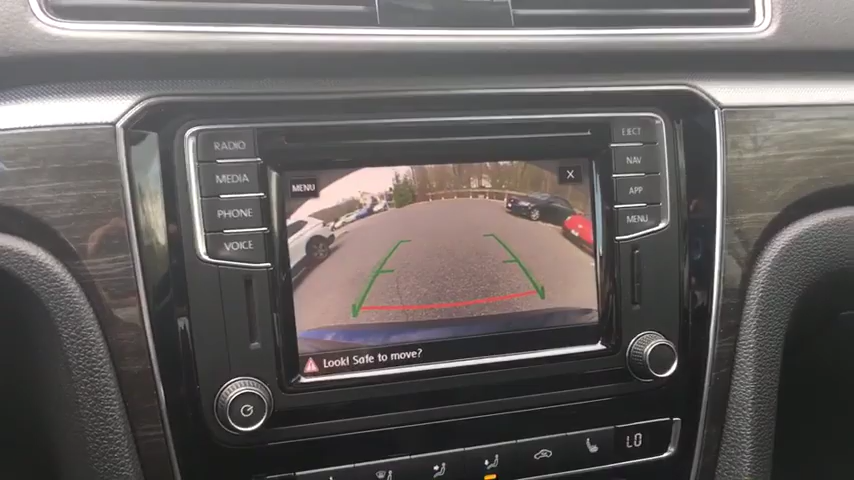 RADIO
MEDIA
PHONE
VOICE
MENU
X
EJECT
NAV
APP
MENU
Look! Safe to move?
LO